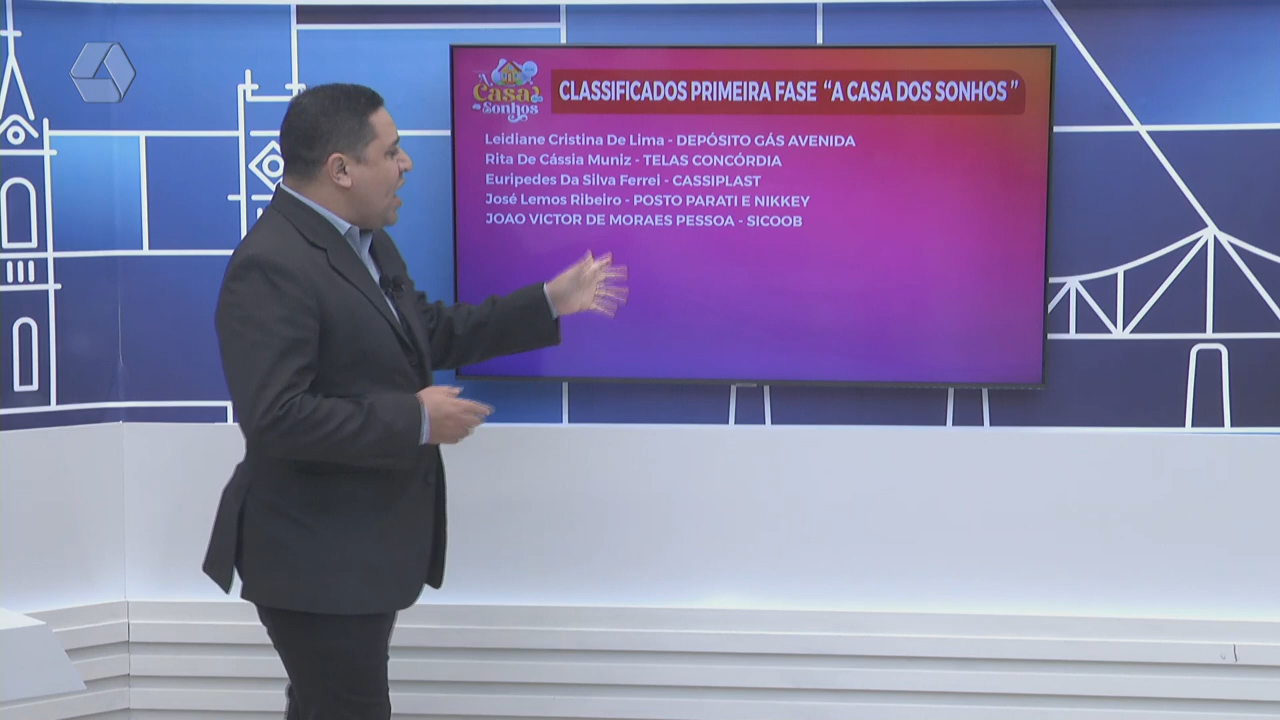 A Casa dos Sonhos
CLASSIFICADOS PRIMEIRA FASE "A CASA DOS SONHOS"
Leidiane Cristina De Lima - DEPÓSITO GÁS AVENIDA
Rita De Cássia Muniz - TELAS CONCÓRDIA
Euripedes Da Silva Ferrei - CASSIPLAST
José Lemos Ribeiro - POSTO PARATI E NIKKEY
JOAO VICTOR DE MORAES PESSOA - SICOOB